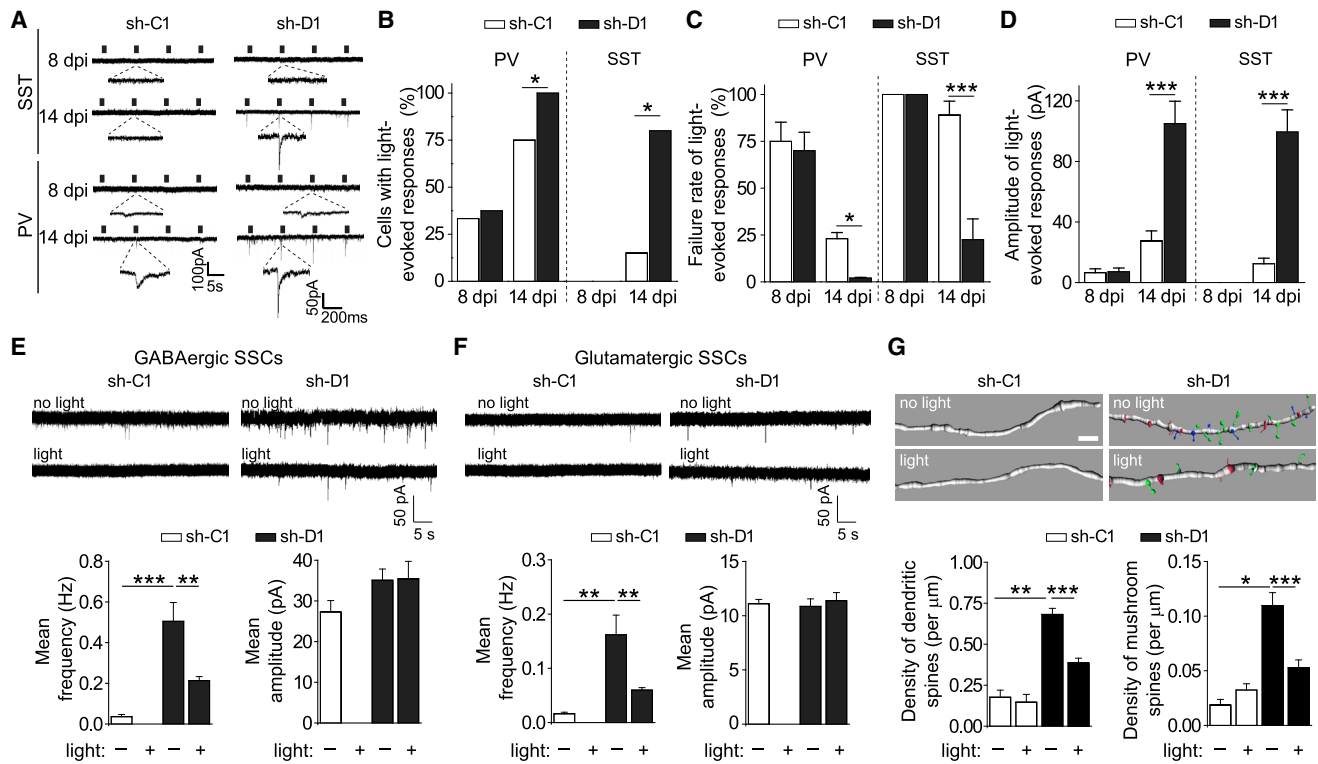 A
sh-C1
sh-D1
SST
8 dpi
14 dpi
PV
8 dpi
14 dpi
100pA
5s
50pA
200ms
B
sh-C1
sh-D1
PV
SST
Cells with light-
evoked responses (%)
100
75
50
25
0
8 dpi
14 dpi
8 dpi
14 dpi
*
*
C
sh-C1
sh-D1
PV
SST
Failure rate of light-
evoked responses (%)
100
75
50
25
0
8 dpi
14 dpi
8 dpi
14 dpi
*
***
D
sh-C1
sh-D1
PV
SST
Amplitude of light-
evoked responses (pA)
120
80
40
0
8 dpi
14 dpi
8 dpi
14 dpi
***
***
E
GABAergic SSCs
sh-C1
sh-D1
no light
no light
light
light
50 pA
5 s
sh-C1
sh-D1
Mean
frequency (Hz)
0.8
0.6
0.4
0.2
0.0
***
**
light:
−
+
−
+
Mean
amplitude (pA)
40
30
20
10
0
−
+
−
+
F
Glutamatergic SSCs
sh-C1
sh-D1
no light
no light
light
light
50 pA
5 s
sh-C1
sh-D1
Mean
frequency (Hz)
0.3
0.2
0.1
0.0
**
**
light:
−
+
−
+
Mean
amplitude (pA)
15
10
5
0
−
+
−
+
G
sh-C1
sh-D1
no light
no light
light
light
sh-C1
sh-D1
Density of dendritic
spines (per μm)
1.00
0.75
0.50
0.25
0.00
**
***
light:
−
+
−
+
Density of mushroom
spines (per μm)
0.15
0.10
0.05
0.00
*
***
−
+
−
+